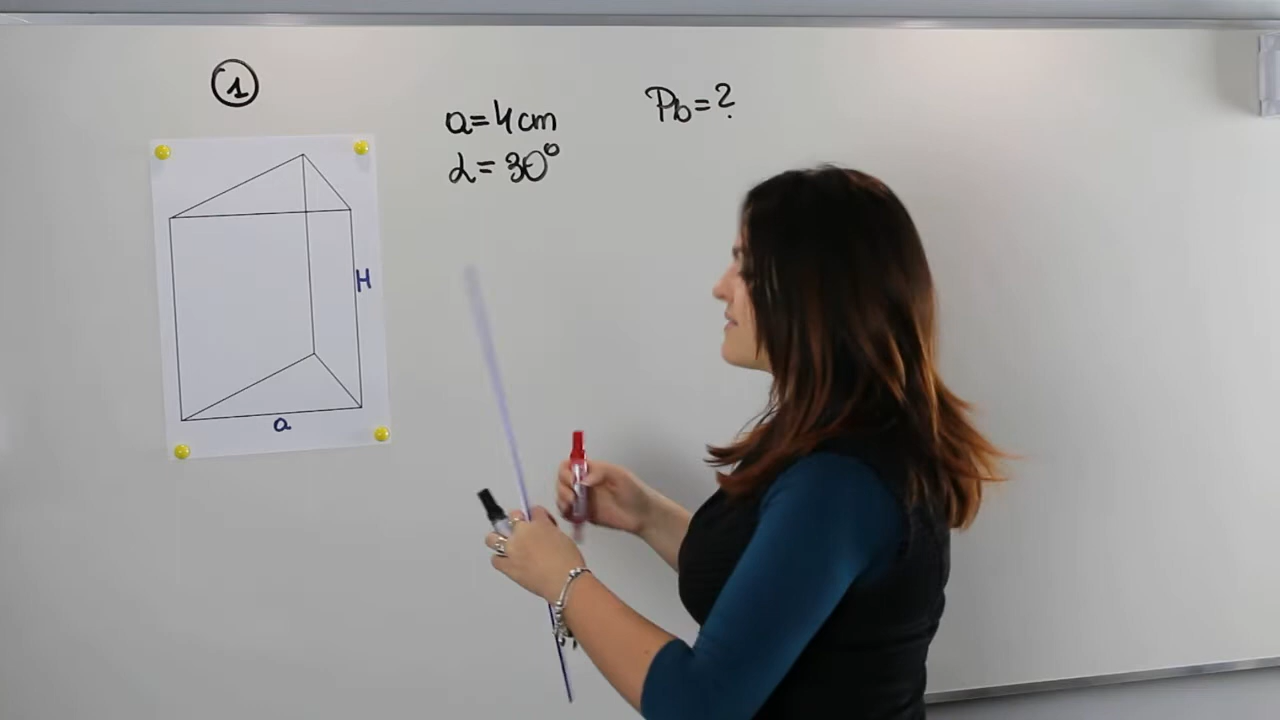 1
a=4cm
α=30°
Pb=?
H
a